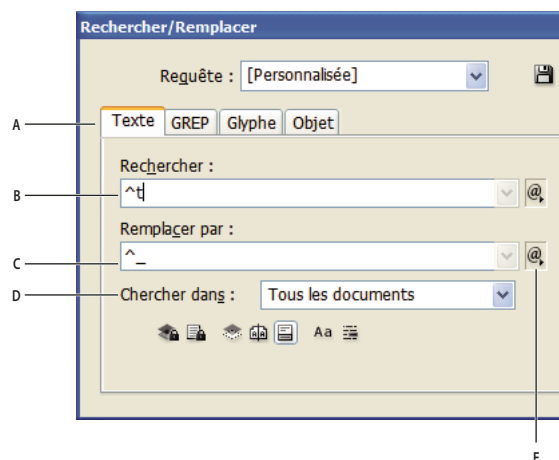 Rechercher/Remplacer
Requête : [Personnalisée]
A
Texte GREP Glyphe Objet
Rechercher :
B
^t
@
Remplacer par :
C
^_
@
D
Chercher dans : Tous les documents
Aa